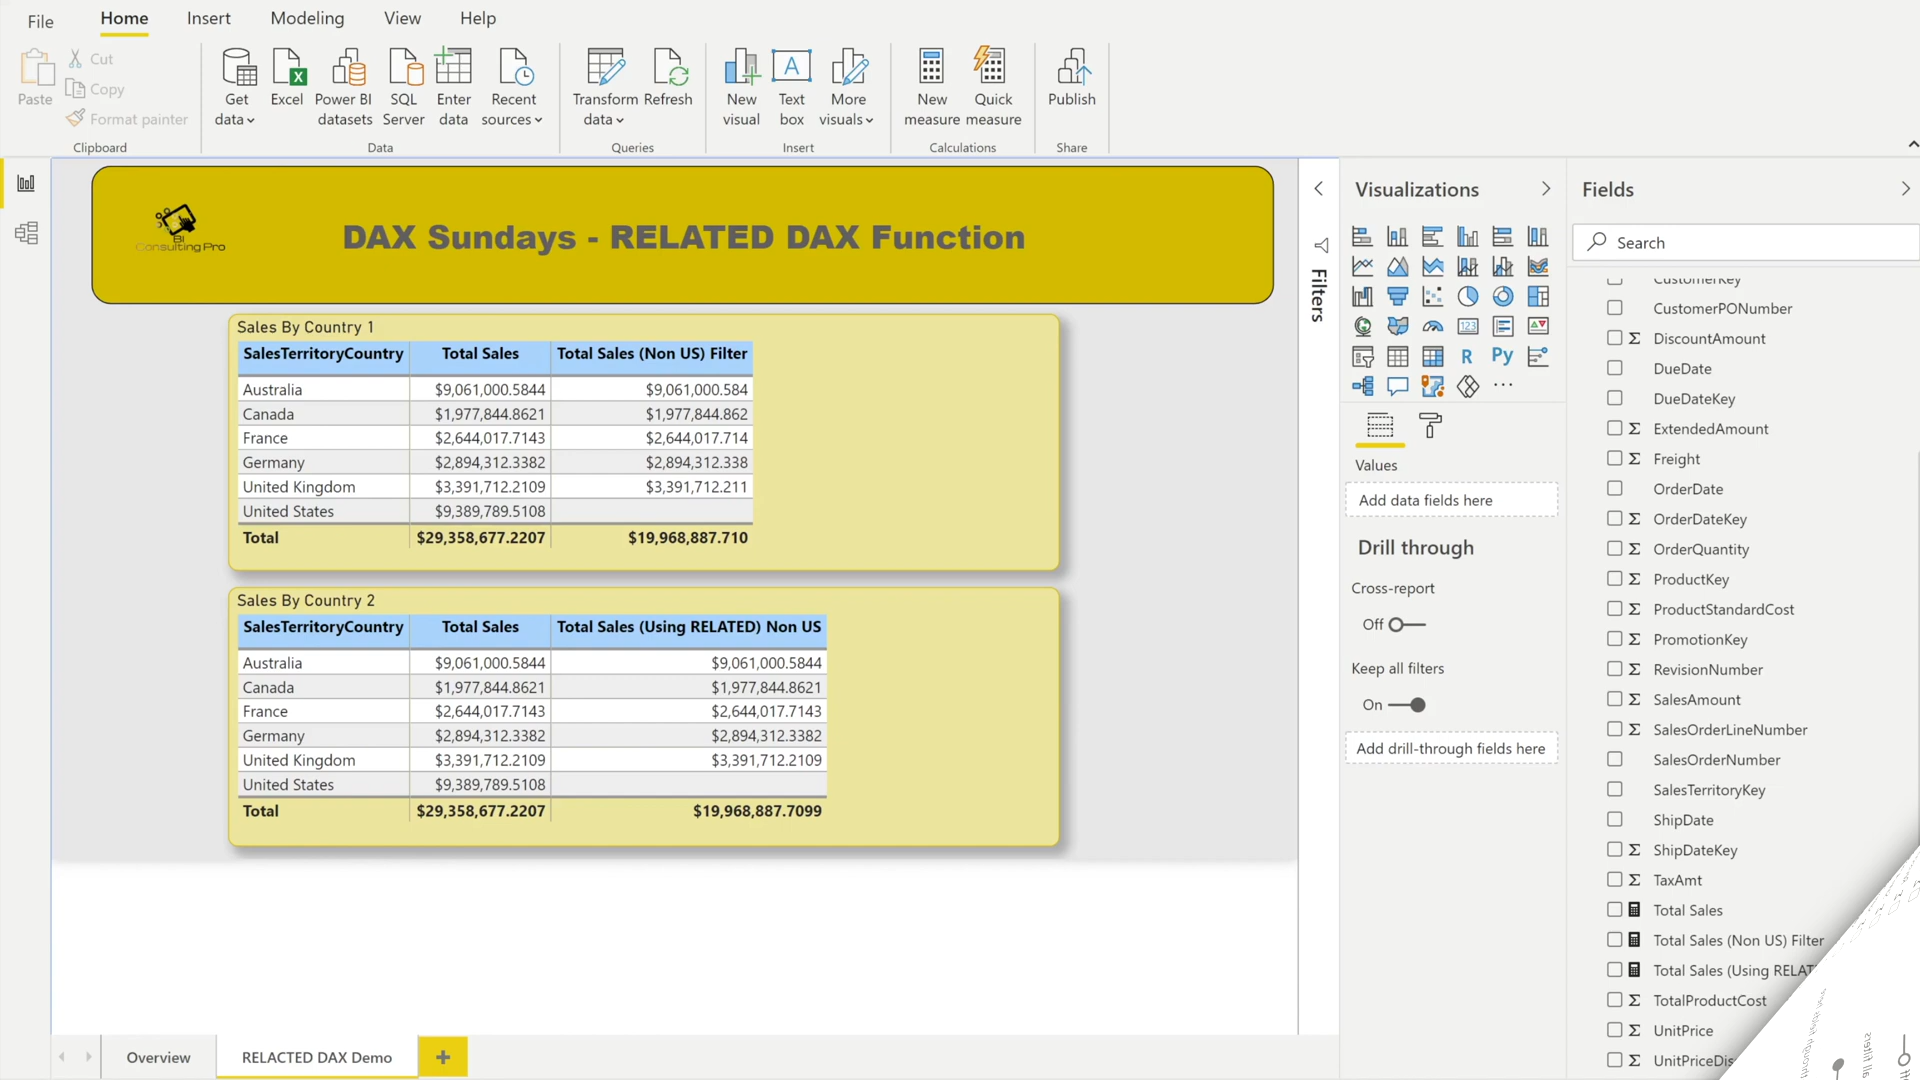 File
Home
Insert
Modeling
View
Help
Paste
Cut
Copy
Format painter
Clipboard
Get data
Excel
Power BI datasets
SQL Server
Enter data
Recent sources
Data
Transform data
Refresh
Queries
New visual
Text box
More visuals
Insert
New measure
Quick measure
Calculations
Publish
Share
BI
Consulting Pro
DAX Sundays - RELATED DAX Function
Sales By Country 1
SalesTerritoryCountry Total Sales Total Sales (Non US) Filter
Australia $9,061,000.5844 $9,061,000.584
Canada $1,977,844.8621 $1,977,844.862
France $2,644,017.7143 $2,644,017.714
Germany $2,894,312.3382 $2,894,312.338
United Kingdom $3,391,712.2109 $3,391,712.211
United States $9,389,789.5108
Total $29,358,677.2207 $19,968,887.710
Sales By Country 2
SalesTerritoryCountry Total Sales Total Sales (Using RELATED) Non US
Australia $9,061,000.5844 $9,061,000.5844
Canada $1,977,844.8621 $1,977,844.8621
France $2,644,017.7143 $2,644,017.7143
Germany $2,894,312.3382 $2,894,312.3382
United Kingdom $3,391,712.2109 $3,391,712.2109
United States $9,389,789.5108
Total $29,358,677.2207 $19,968,887.7099
Overview
RELACTED DAX Demo
+
Filters
Visualizations
123
R
Py
...
Values
Add data fields here
Drill through
Cross-report
Off
Keep all filters
On
Add drill-through fields here
Fields
Search
CustomerKey
CustomerPONumber
DiscountAmount
DueDate
DueDateKey
ExtendedAmount
Freight
OrderDate
OrderDateKey
OrderQuantity
ProductKey
ProductStandardCost
PromotionKey
RevisionNumber
SalesAmount
SalesOrderLineNumber
SalesOrderNumber
SalesTerritoryKey
ShipDate
ShipDateKey
TaxAmt
Total Sales
Total Sales (Non US) Filter
Total Sales (Using RELAT
TotalProductCost
UnitPrice
UnitPriceDis